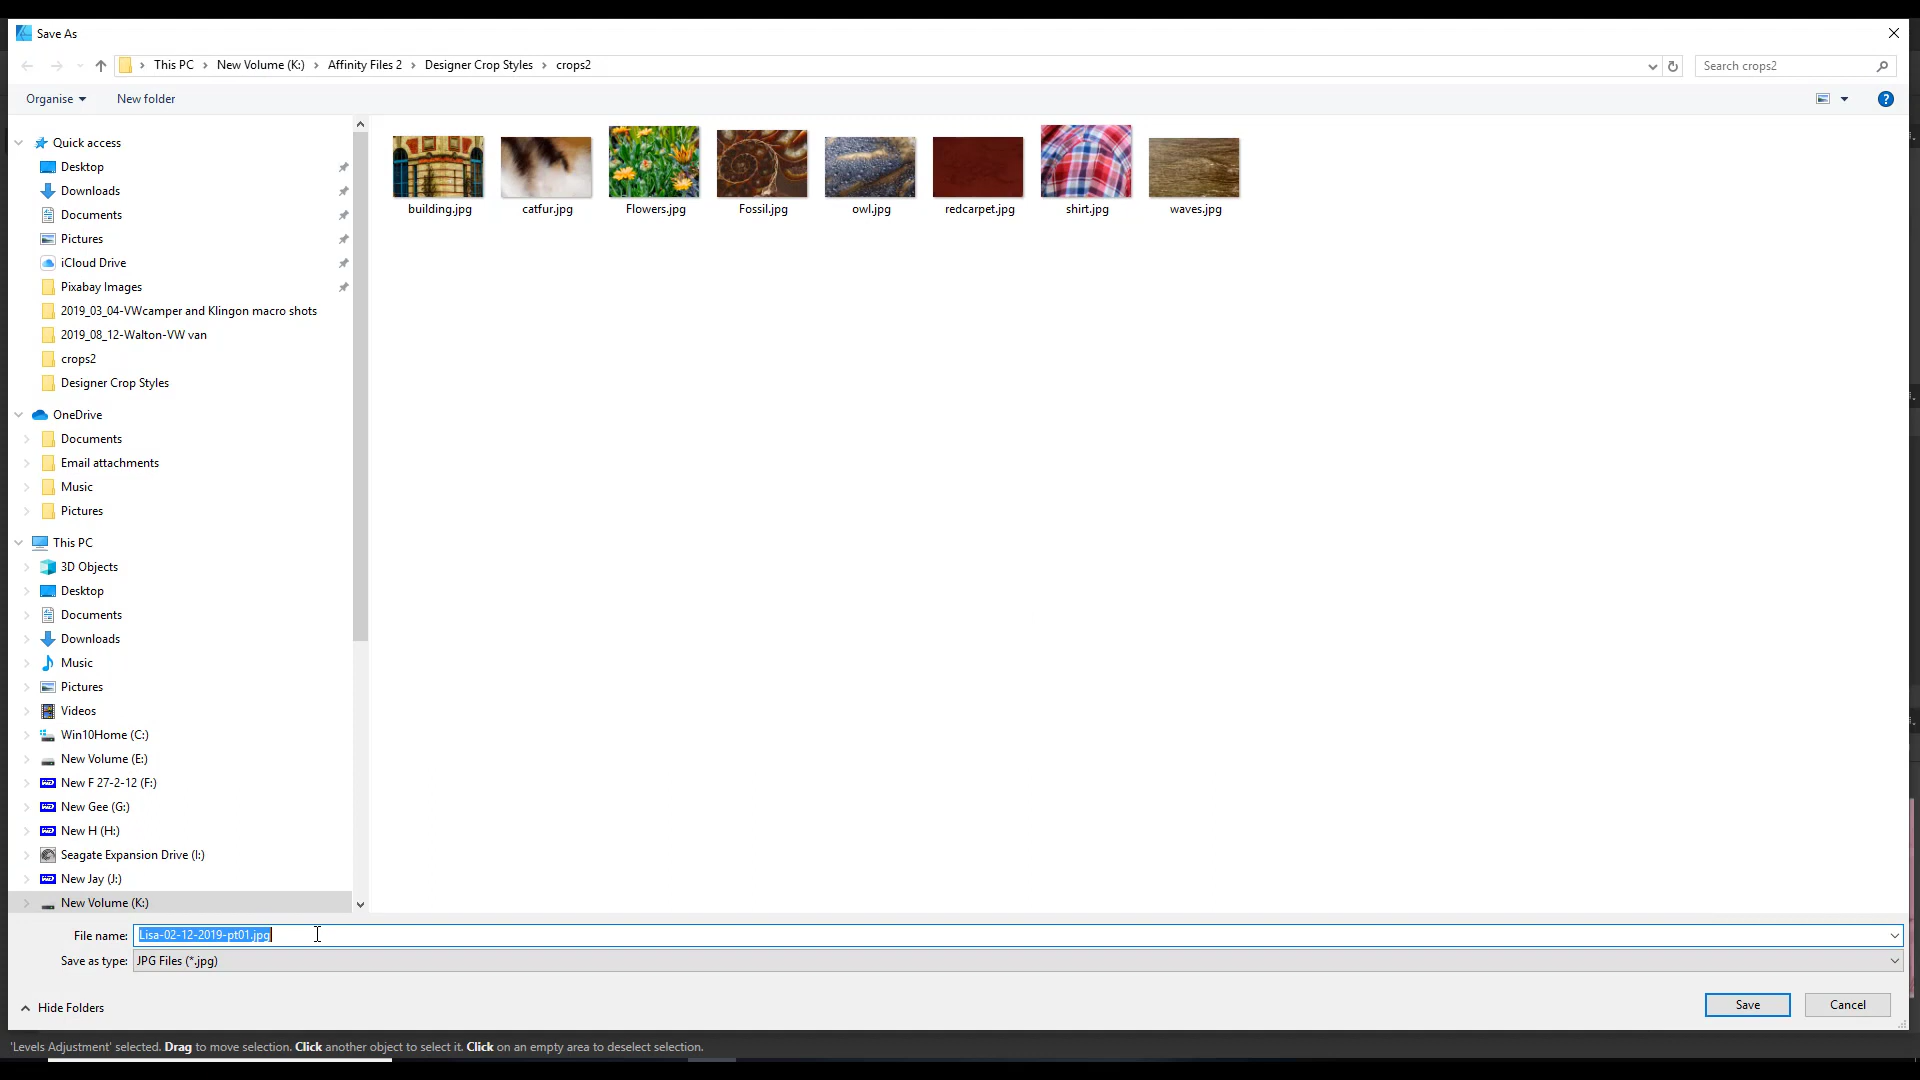 Save As
This PC > New Volume (K:) > Affinity Files 2 > Designer Crop Styles > crops2
Search crops2
Organise
New folder
Quick access
Desktop
Downloads
Documents
Pictures
iCloud Drive
Pixabay Images
2019_03_04-VWcamper and Klingon macro shots
2019_08_12-Walton-VW van
crops2
Designer Crop Styles
OneDrive
Documents
Email attachments
Music
Pictures
This PC
3D Objects
Desktop
Documents
Downloads
Music
Pictures
Videos
Win10Home (C:)
New Volume (E:)
New F 27-2-12 (F:)
New Gee (G:)
New H (H:)
Seagate Expansion Drive (I:)
New Jay (J:)
New Volume (K:)
building.jpg
catfur.jpg
Flowers.jpg
Fossil.jpg
owl.jpg
redcarpet.jpg
shirt.jpg
waves.jpg
File name: Lisa-02-12-2019-pt01.jpg
Save as type: JPG Files (*.jpg)
Hide Folders
Save
Cancel
'Levels Adjustment' selected. Drag to move selection. Click another object to select it. Click on an empty area to deselect selection.